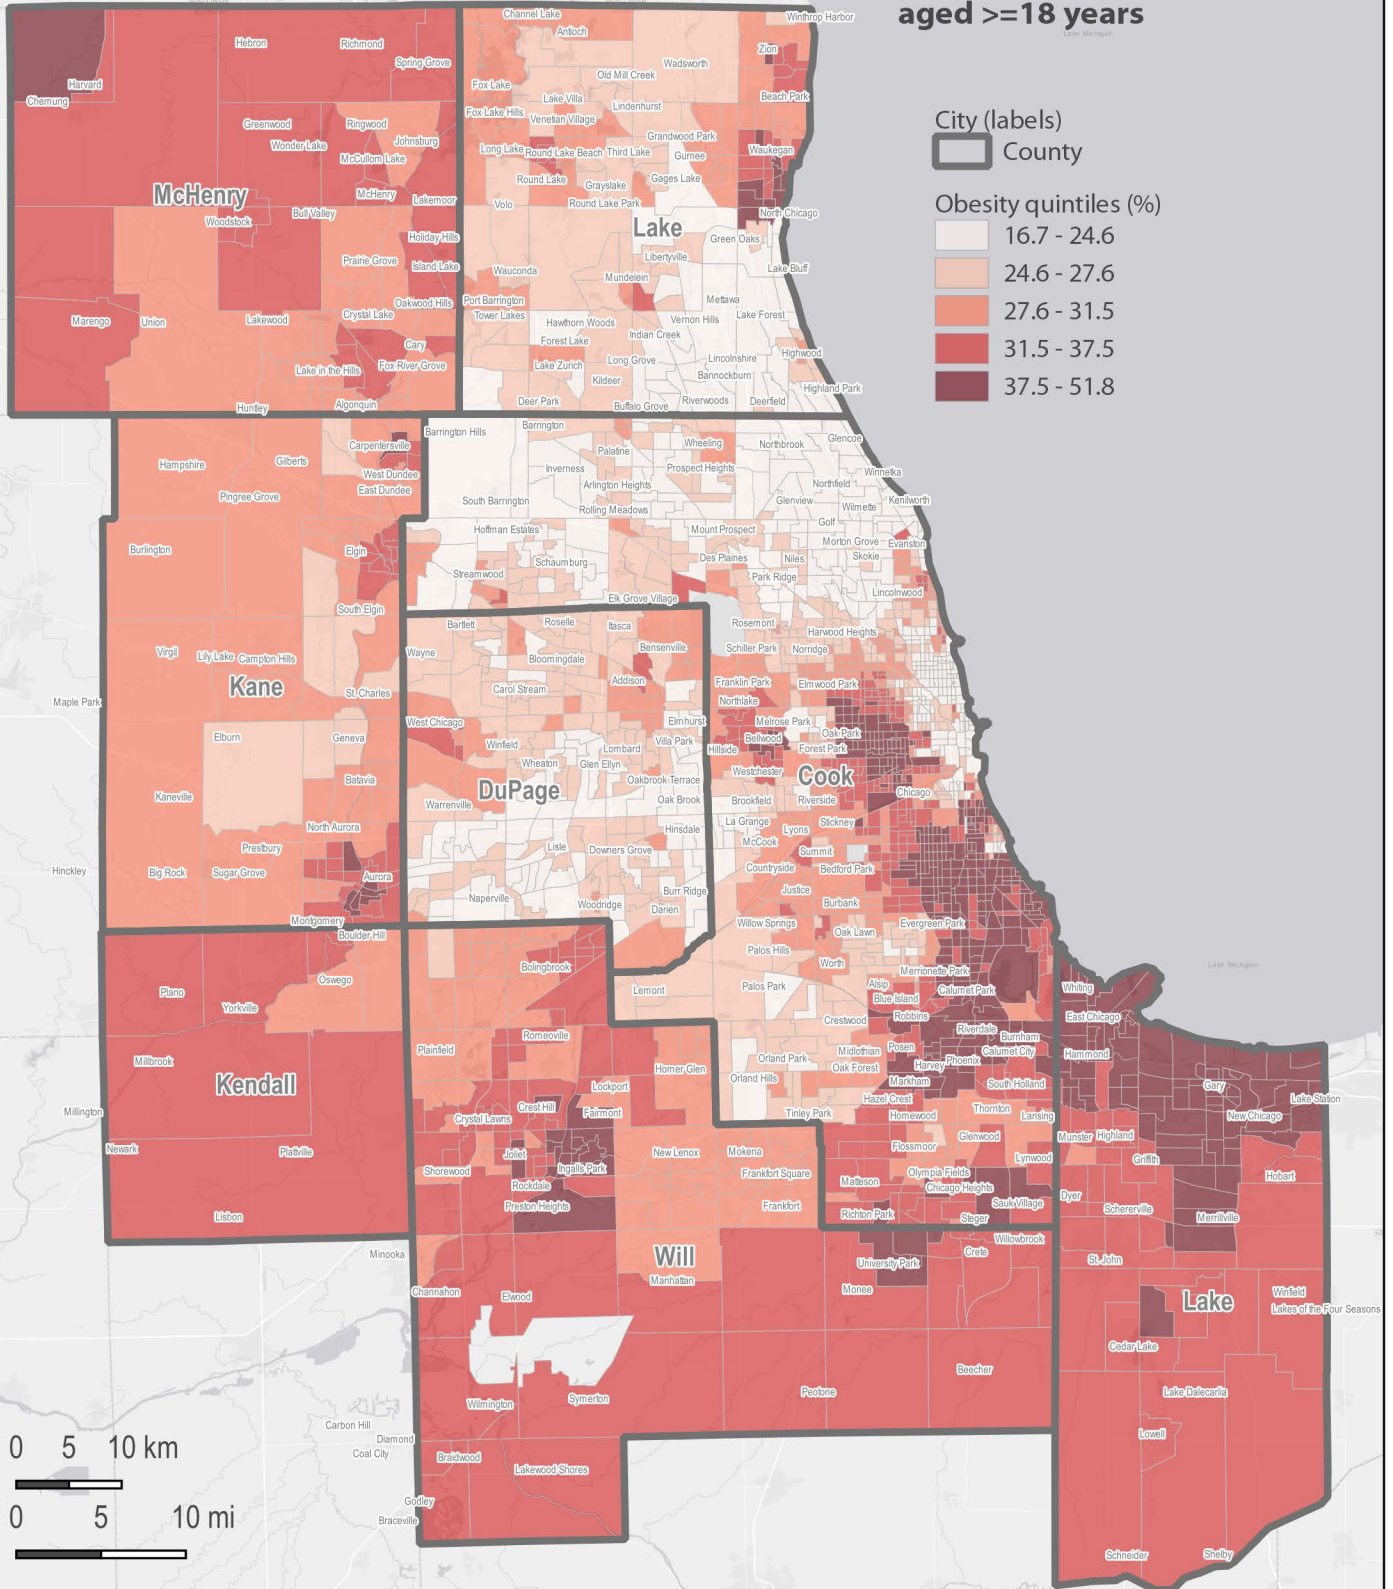 aged >=18 years
Lake Michigan
City (labels)
County
Obesity quintiles (%)
16.7 - 24.6
24.6 - 27.6
27.6 - 31.5
31.5 - 37.5
37.5 - 51.8
Channel Lake
Winthrop Harbor
Antioch
Hebron
Richmond
Zion
Spring Grove
Wadsworth
Old Mill Creek
Harvard
Fox Lake
Chemung
Lake Villa
Beach Park
Lindenhurst
Fox Lake Hills
Venetian Village
Greenwood
Ringwood
Grandwood Park
Johnsburg
Wonder Lake
Long Lake
Round Lake Beach
Third Lake
Gurnee
Waukegan
McCullom Lake
Round Lake
Gages Lake
Grayslake
McHenry
McHenry
Lakemoor
Volo
Round Lake Park
Bull Valley
North Chicago
Woodstock
Lake
Holiday Hills
Green Oaks
Prairie Grove
Libertyville
Island Lake
Wauconda
Lake Bluff
Mundelein
Oakwood Hills
Port Barrington
Mettawa
Crystal Lake
Tower Lakes
Lake Forest
Marengo
Union
Lakewood
Hawthorn Woods
Vernon Hills
Indian Creek
Cary
Forest Lake
Highwood
Lake in the Hills
Fox River Grove
Lake Zurich
Long Grove
Lincolnshire
Kildeer
Bannockburn
Highland Park
Huntley
Algonquin
Deer Park
Buffalo Grove
Riverwoods
Deerfield
Barrington Hills
Barrington
Carpentersville
Wheeling
Northbrook
Glencoe
Palatine
Hampshire
Gilberts
Inverness
Prospect Heights
West Dundee
Winnetka
East Dundee
Arlington Heights
Northfield
Pingree Grove
South Barrington
Glenview
Kenilworth
Rolling Meadows
Wilmette
Golf
Hoffman Estates
Mount Prospect
Burlington
Elgin
Morton Grove
Evanston
Des Plaines
Niles
Skokie
Schaumburg
Streamwood
Park Ridge
Elk Grove Village
Lincolnwood
South Elgin
Bartlett
Roselle
Itasca
Rosemont
Harwood Heights
Virgil
Lily Lake
Campton Hills
Wayne
Bensenville
Schiller Park
Norridge
Bloomingdale
Kane
St. Charles
Carol Stream
Addison
Franklin Park
Elmwood Park
Maple Park
Northlake
West Chicago
Elmhurst
Melrose Park
Elburn
Geneva
Bellwood
Oak Park
Winfield
Lombard
Villa Park
Hillside
Forest Park
Wheaton
Glen Ellyn
Westchester
Cook
Batavia
Oakbrook Terrace
DuPage
Chicago
Kaneville
Warrenville
Oak Brook
Brookfield
Riverside
North Aurora
Hinsdale
La Grange
Lyons
Stickney
Prestbury
McCook
Lisle
Downers Grove
Summit
Hinckley
Big Rock
Sugar Grove
Aurora
Countryside
Bedford Park
Burr Ridge
Justice
Naperville
Woodridge
Darien
Burbank
Montgomery
Willow Springs
Evergreen Park
Boulder Hill
Oak Lawn
Palos Hills
Bolingbrook
Worth
Merrionette Park
Lake Michigan
Oswego
Plano
Lemont
Palos Park
Alsip
Calumet Park
Whiting
Blue Island
Yorkville
Robbins
East Chicago
Crestwood
Riverdale
Romeoville
Burnham
Plainfield
Midlothian
Posen
Calumet City
Hammond
Millbrook
Orland Park
Oak Forest
Harvey
Phoenix
Homer Glen
Orland Hills
Markham
South Holland
Kendall
Lockport
Gary
Hazel Crest
Lake Station
Crest Hill
Fairmont
Thornton
Millington
Crystal Lawns
Tinley Park
Homewood
Lansing
New Chicago
Munster
Highland
Glenwood
Newark
Plattville
Joliet
New Lenox
Mokena
Flossmoor
Lynwood
Griffith
Shorewood
Ingalls Park
Frankfort Square
Olympia Fields
Hobart
Rockdale
Matteson
Chicago Heights
Dyer
Preston Heights
Frankfort
Sauk Village
Schererville
Lisbon
Richton Park
Steger
Merrillville
Willowbrook
Minooka
Will
Crete
St. John
University Park
Channahon
Manhattan
Monee
Winfield
Elwood
Lake
Lakes of the Four Seasons
Cedar Lake
Beecher
Symerton
Peotone
Lake Dalecarlia
Wilmington
Carbon Hill
Lowell
Diamond
0 5 10 km
Coal City
Braidwood
Lakewood Shores
Godley
0 5 10 mi
Braceville
Schneider
Shelby